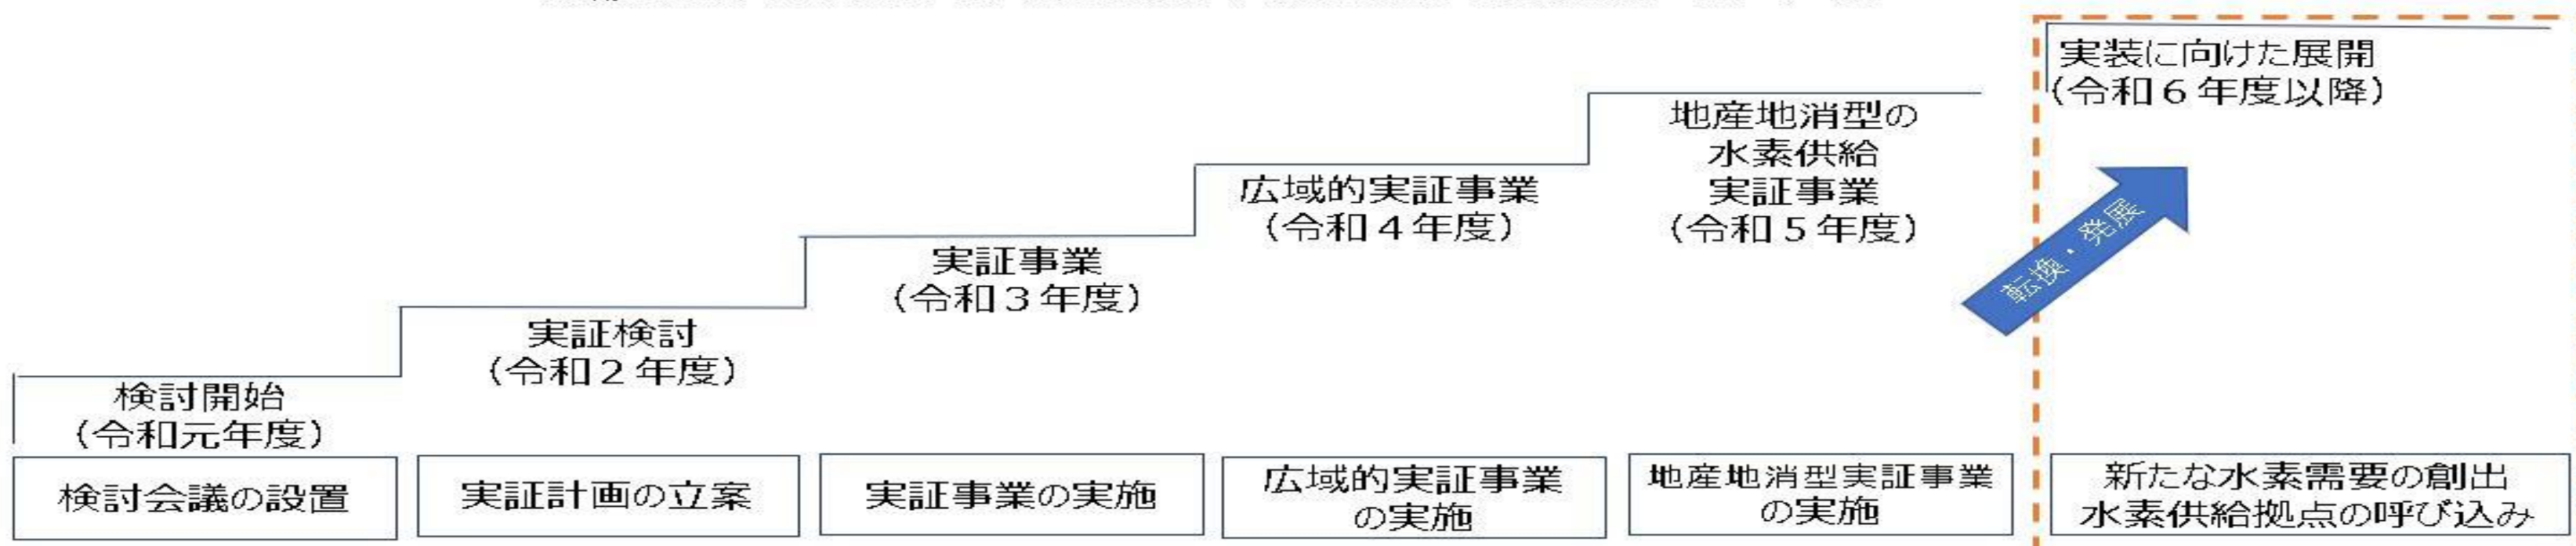 検討開始
（令和元年度）
検討会議の設置
実証検討
（令和２年度）
実証計画の立案
実証事業
（令和３年度）
実証事業の実施
広域的実証事業
（令和４年度）
広域的実証事業
の実施
地産地消型の
水素供給
実証事業
（令和５年度）
地産地消型実証事業
の実施
転換・発展
実装に向けた展開
（令和６年度以降）
新たな水素需要の創出
水素供給拠点の呼び込み